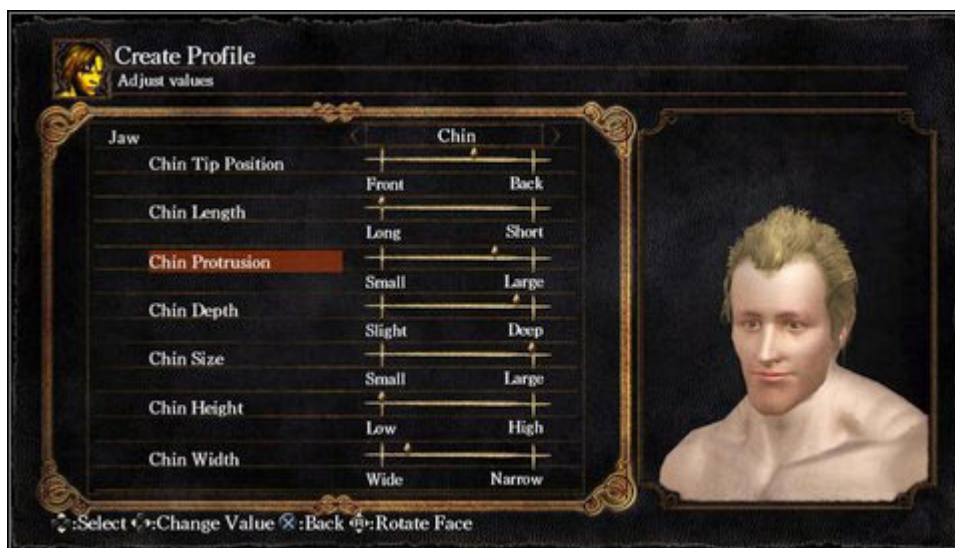 Create Profile
Adjust values
Jaw Chin
Chin Tip Position
Front Back
Chin Length
Long Short
Chin Protrusion
Small Large
Chin Depth
Slight Deep
Chin Size
Small Large
Chin Height
Low High
Chin Width
Wide Narrow
:Select :Change Value :Back :Rotate Face